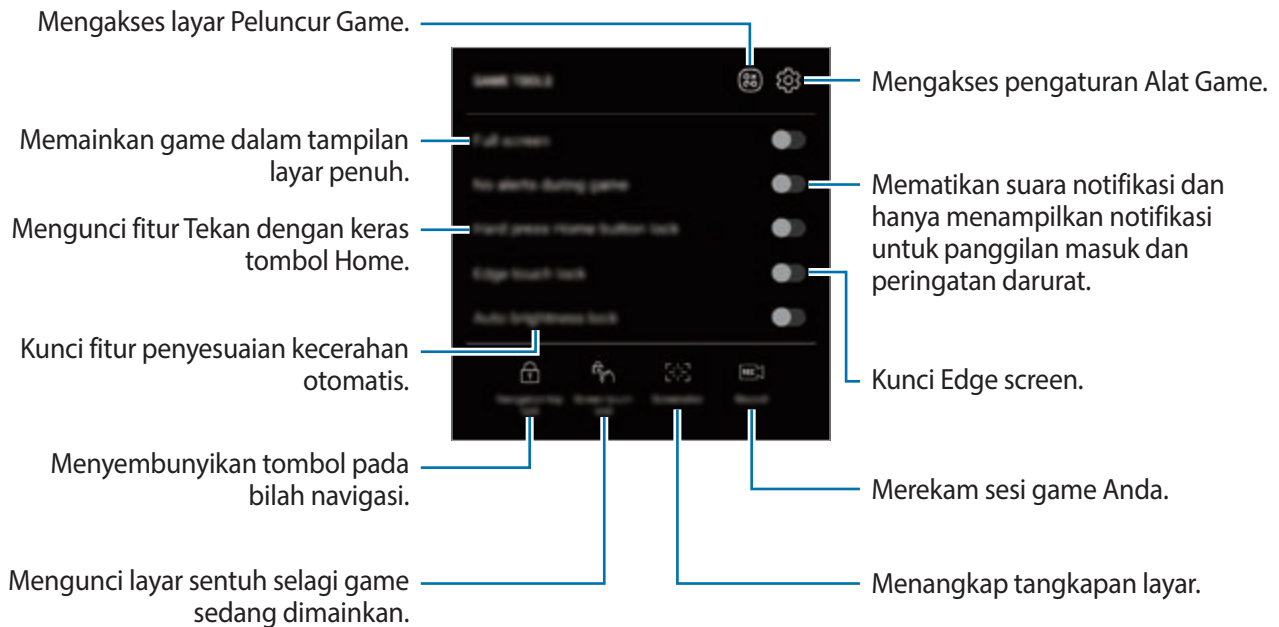 Mengakses layar Peluncur Game.
Mengakses pengaturan Alat Game.
GAME TOOLS
Memainkan game dalam tampilan
layar penuh.
Full screen
No alerts during game
Mematikan suara notifikasi dan
hanya menampilkan notifikasi
untuk panggilan masuk dan
peringatan darurat.
Mengunci fitur Tekan dengan keras
tombol Home.
Hard press Home button lock
Edge touch lock
Auto brightness lock
Kunci fitur penyesuaian kecerahan
otomatis.
Kunci Edge screen.
REC
Menyembunyikan tombol pada
bilah navigasi.
Merekam sesi game Anda.
Mengunci layar sentuh selagi game
sedang dimainkan.
Menangkap tangkapan layar.